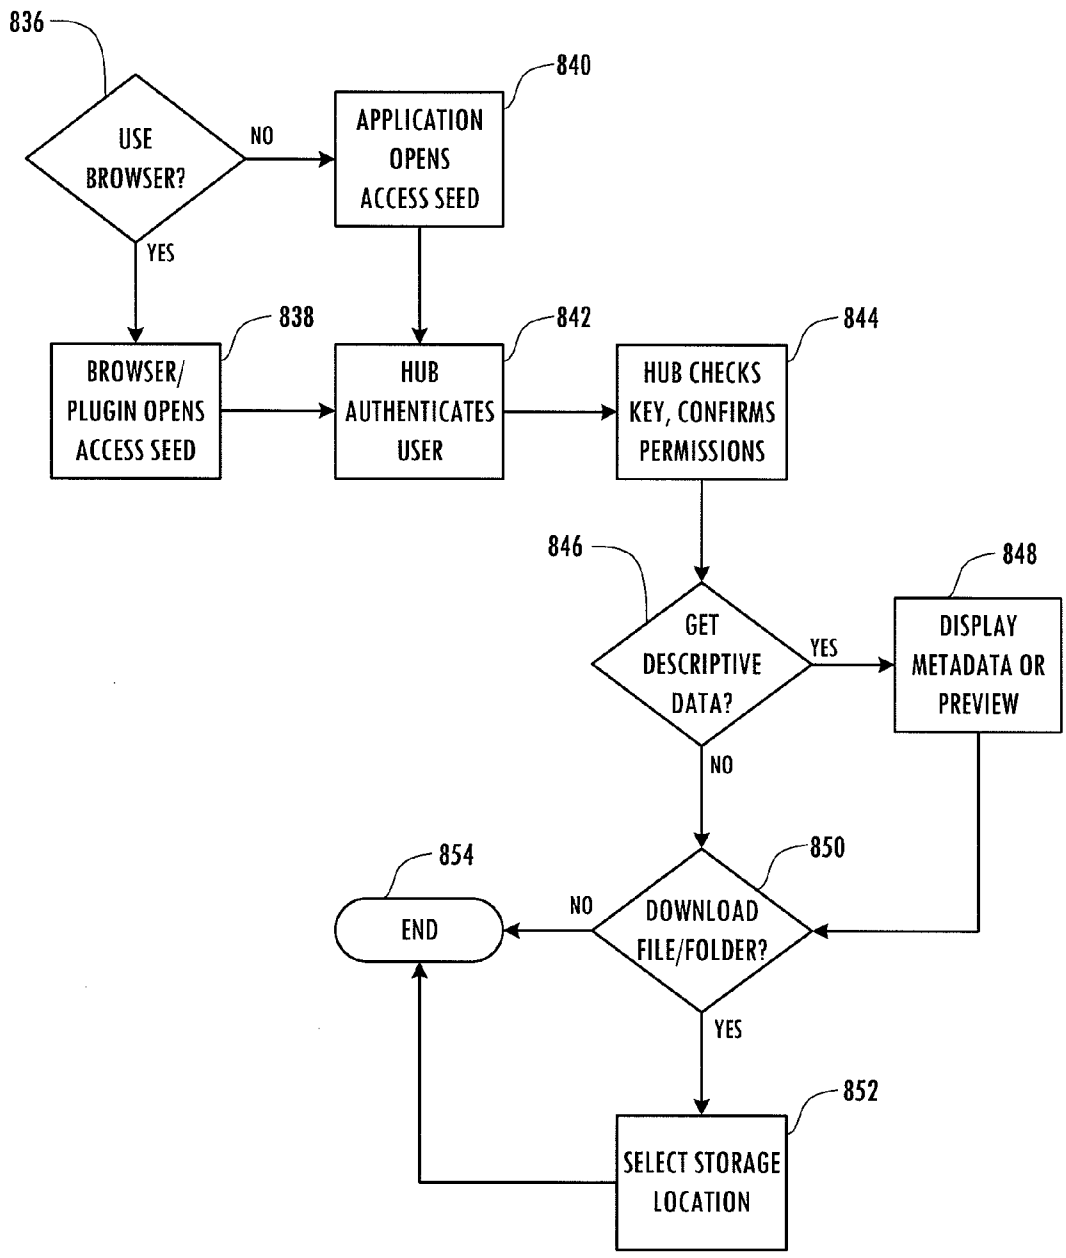 836
USE
BROWSER?
NO
YES
840
APPLICATION
OPENS
ACCESS SEED
838
BROWSER/
PLUGIN OPENS
ACCESS SEED
842
HUB
AUTHENTICATES
USER
844
HUB CHECKS
KEY, CONFIRMS
PERMISSIONS
846
GET
DESCRIPTIVE
DATA?
YES
NO
848
DISPLAY
METADATA OR
PREVIEW
850
DOWNLOAD
FILE/FOLDER?
NO
YES
854
END
852
SELECT STORAGE
LOCATION